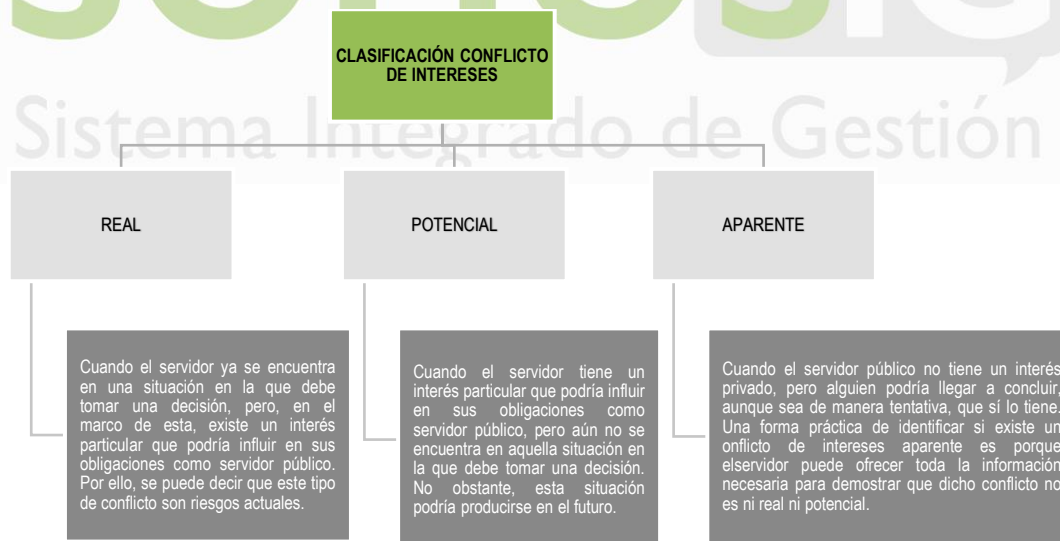 Sistema Integrado de Gestión
CLASIFICACIÓN CONFLICTO
DE INTERESES
REAL
POTENCIAL
APARENTE
Cuando el servidor ya se encuentra
en una situación en la que debe
tomar una decisión, pero, en el
marco de esta, existe un interés
particular que podría influir en sus
obligaciones como servidor público.
Por ello, se puede decir que este tipo
de conflicto son riesgos actuales.
Cuando el servidor tiene un
interés particular que podría influir
en sus obligaciones como
servidor público, pero aún no se
encuentra en aquella situación en
la que debe tomar una decisión.
No obstante, esta situación
podría producirse en el futuro.
Cuando el servidor público no tiene un interés
privado, pero alguien podría llegar a concluir,
aunque sea de manera tentativa, que sí lo tiene.
Una forma práctica de identificar si existe un
onflicto de intereses aparente es porque
elservidor puede ofrecer toda la información
necesaria para demostrar que dicho conflicto no
es ni real ni potencial.